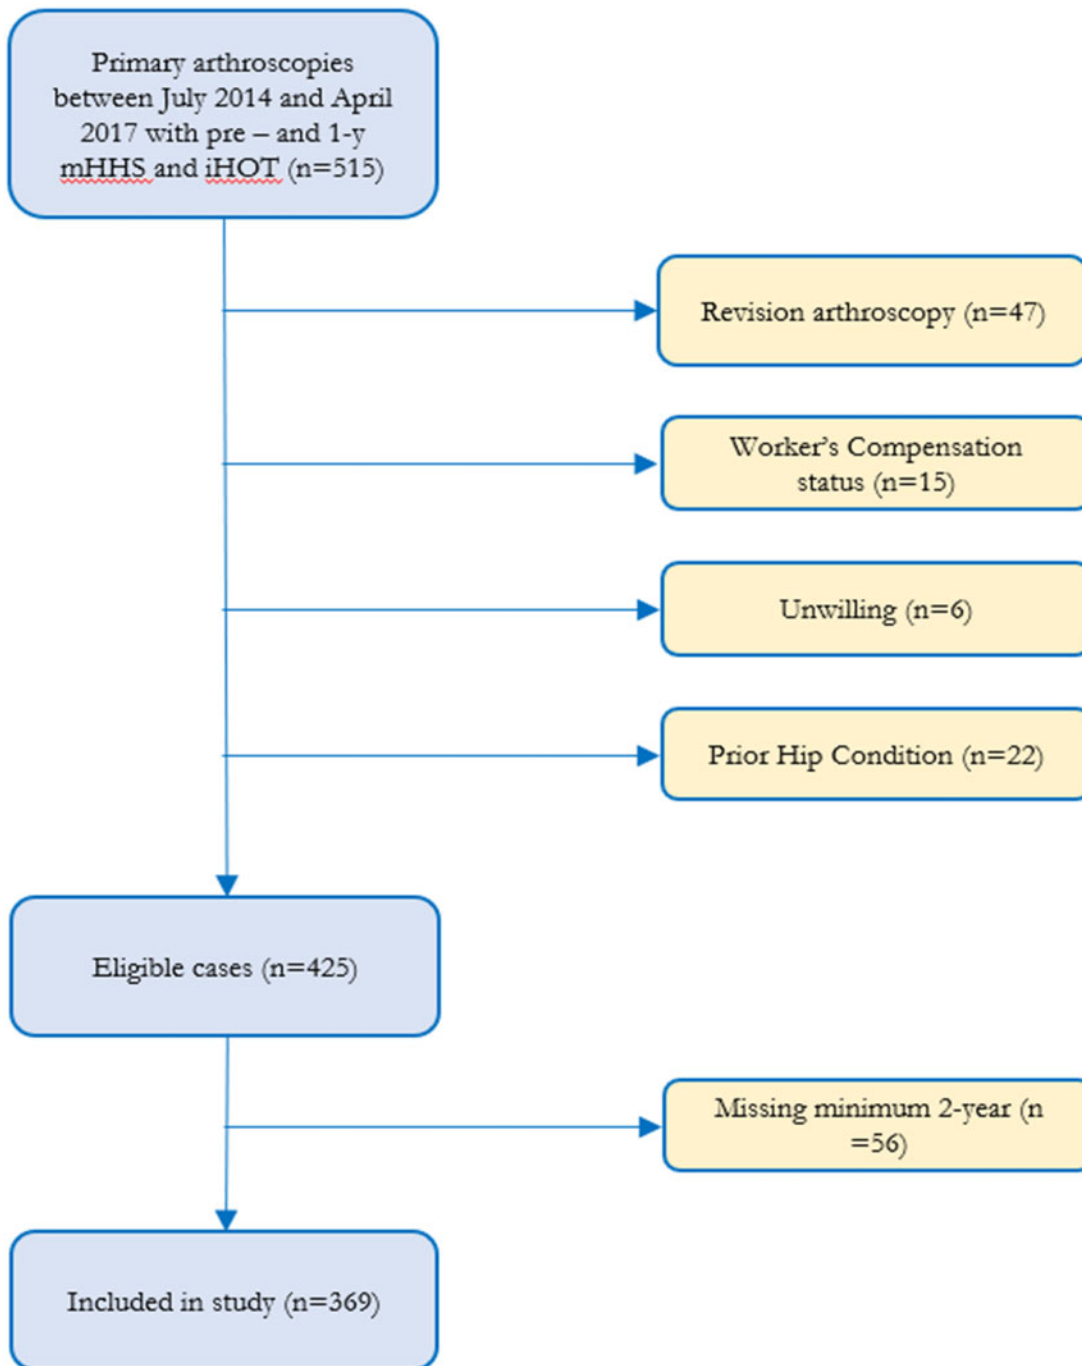 Primary arthroscopies
between July 2014 and April
2017 with pre – and 1-y
mHHS and iHOT (n=515)
Revision arthroscopy (n=47)
Worker's Compensation
status (n=15)
Unwilling (n=6)
Prior Hip Condition (n=22)
Eligible cases (n=425)
Missing minimum 2-year (n
=56)
Included in study (n=369)